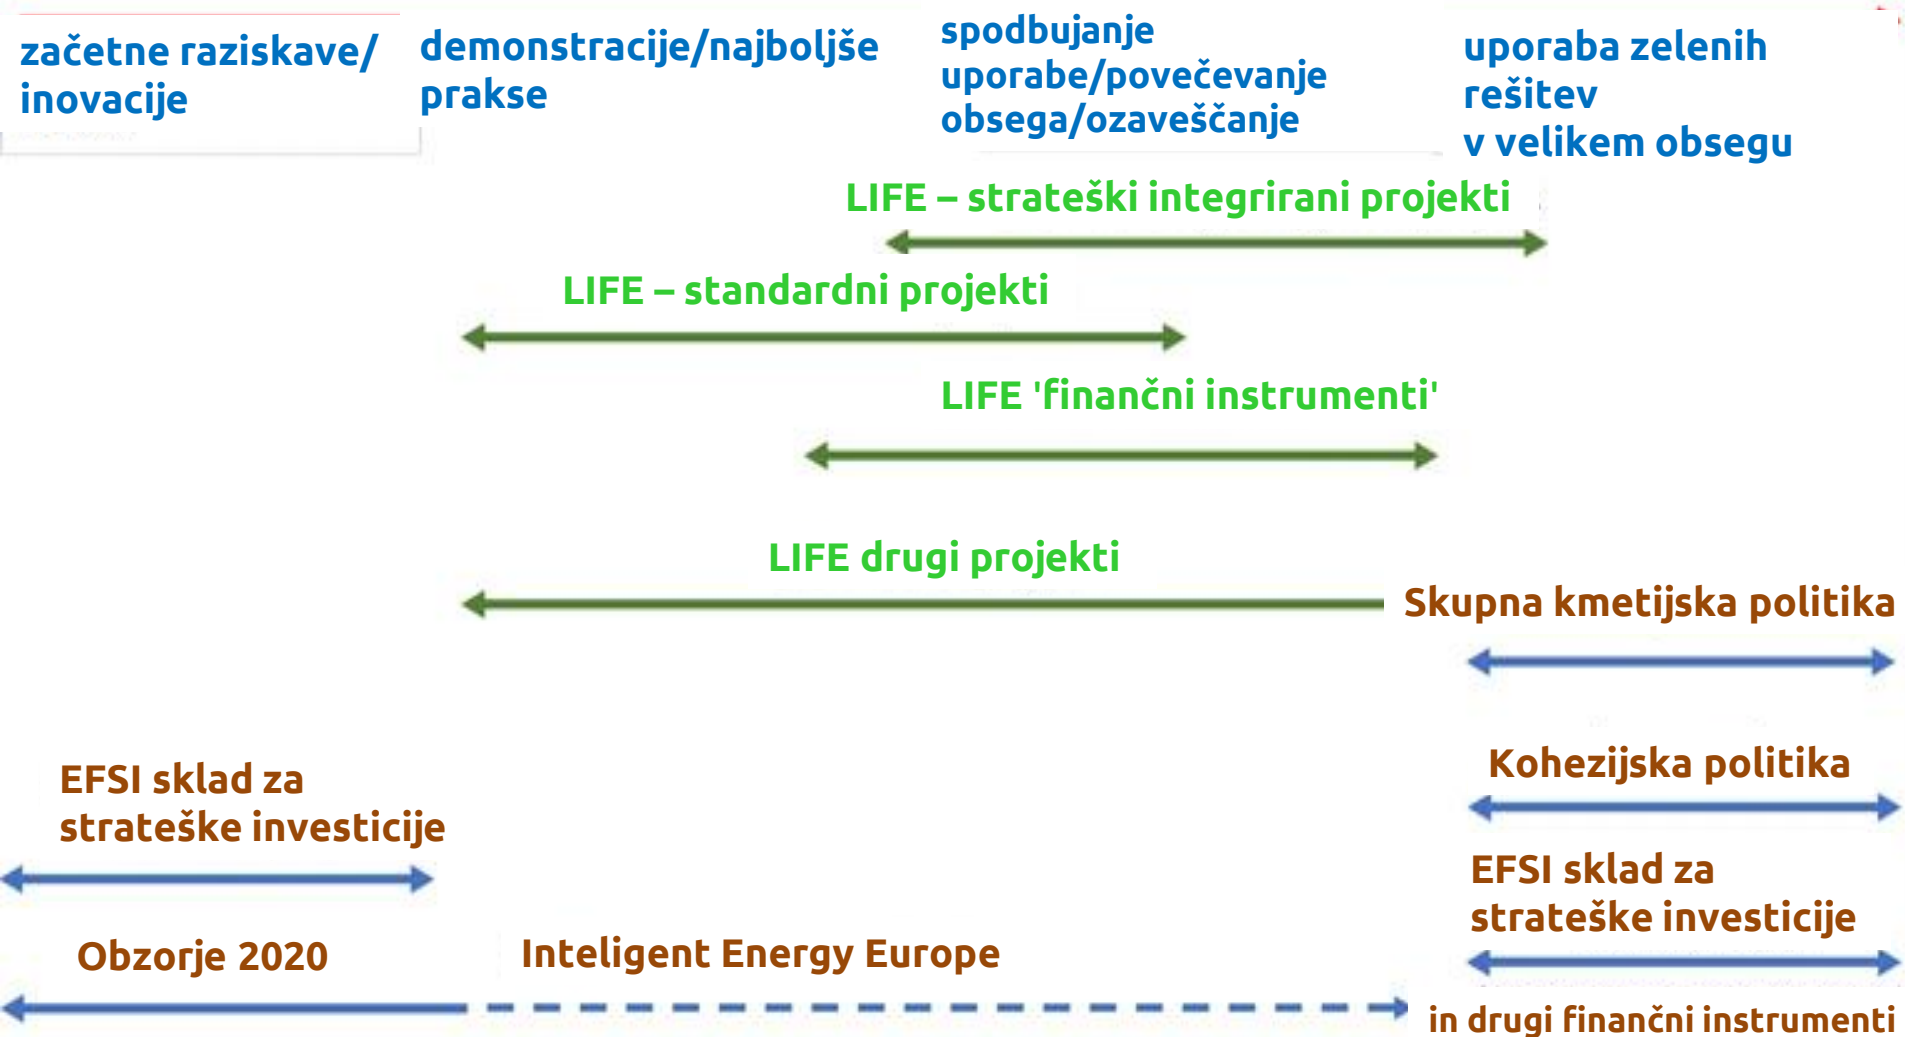 začetne raziskave/
inovacije
demonstracije/najboljše
prakse
spodbujanje
uporabe/povečevanje
obsega/ozaveščanje
uporaba zelenih
rešitev
v velikem obsegu
LIFE – strateški integrirani projekti
LIFE – standardni projekti
LIFE 'finančni instrumenti'
LIFE drugi projekti
Skupna kmetijska politika
Kohezijska politika
EFSI sklad za
strateške investicije
EFSI sklad za
strateške investicije
Obzorje 2020
Inteligent Energy Europe
in drugi finančni instrumenti